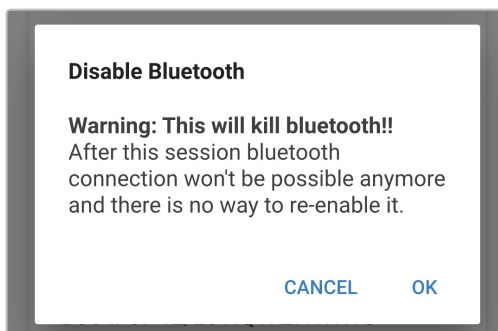 Disable Bluetooth
Warning: This will kill bluetooth!!
After this session bluetooth
connection won't be possible anymore
and there is no way to re-enable it.
CANCEL OK